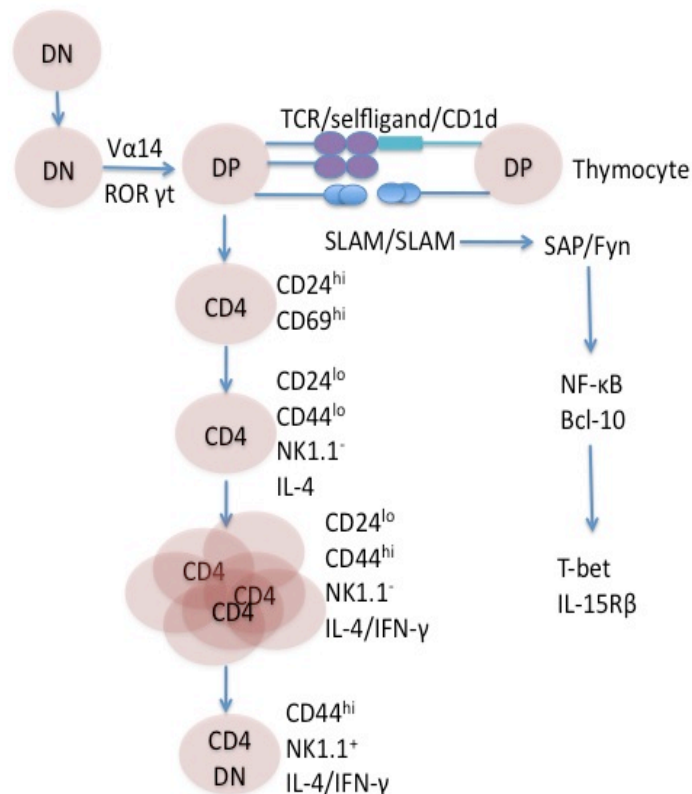 DN
DN
Vα14
ROR γt
DP
TCR/selfligand/CD1d
DP
Thymocyte
SLAM/SLAM
SAP/Fyn
NF-κB
Bcl-10
T-bet
IL-15Rβ
CD4
CD24hi
CD69hi
CD4
CD24lo
CD44lo
NK1.1-
IL-4
CD4
CD4
CD4
CD24lo
CD44hi
NK1.1-
IL-4/IFN-γ
CD4
DN
CD44hi
NK1.1+
IL-4/IFN-γ